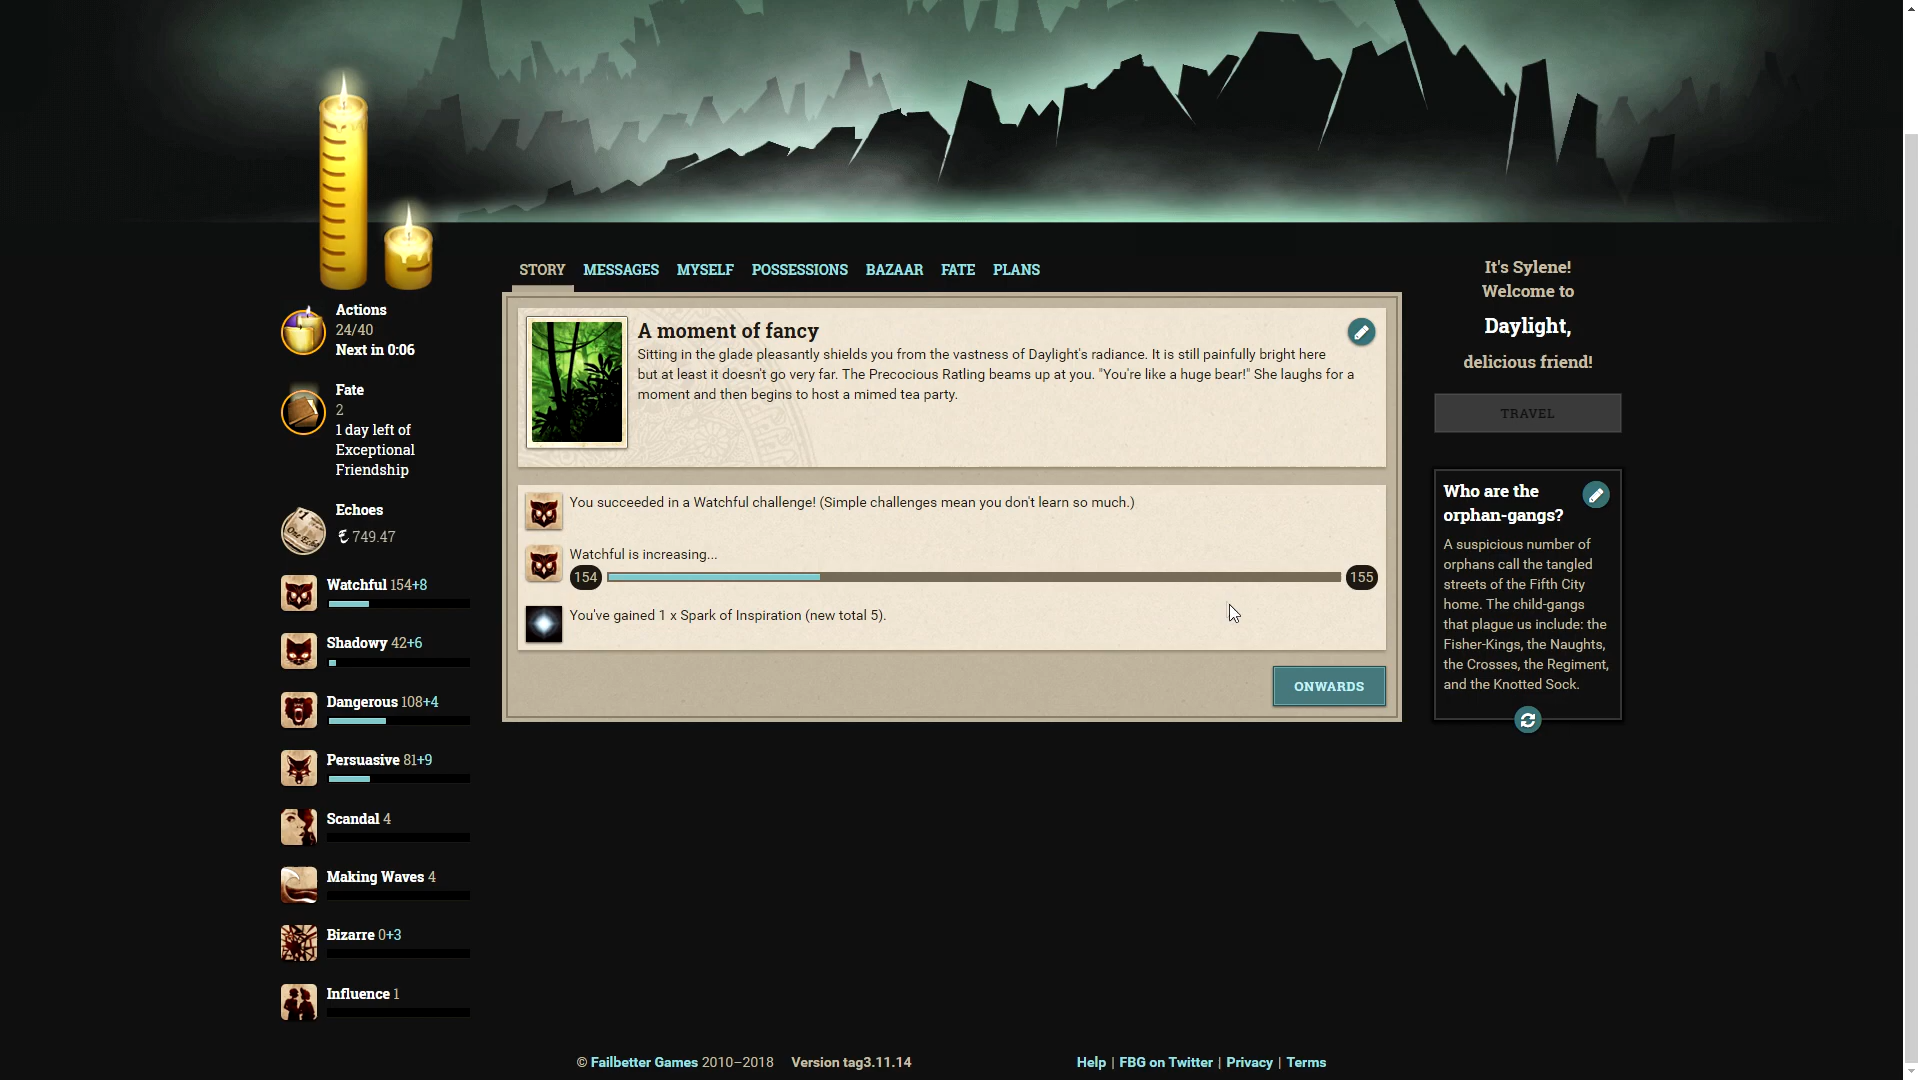 STORY MESSAGES MYSELF POSSESSIONS BAZAAR FATE PLANS
Actions
24/40
Next in 0:06
Fate
2
1 day left of
Exceptional
Friendship
Echoes
749.47
Watchful 154+8
Shadowy 42+6
Dangerous 108+4
Persuasive 81+9
Scandal 4
Making Waves 4
Bizarre 0+3
Influence 1
A moment of fancy
Sitting in the glade pleasantly shields you from the vastness of Daylight's radiance. It is still painfully bright here
but at least it doesn't go very far. The Precocious Ratling beams up at you. "You're like a huge bear!" She laughs for a
moment and then begins to host a mimed tea party.
You succeeded in a Watchful challenge! (Simple challenges mean you don't learn so much.)
Watchful is increasing...
154 155
You've gained 1 x Spark of Inspiration (new total 5).
ONWARDS
It's Sylene!
Welcome to
Daylight,
delicious friend!
TRAVEL
Who are the
orphan-gangs?
A suspicious number of
orphans call the tangled
streets of the Fifth City
home. The child-gangs
that plague us include: the
Fisher-Kings, the Naughts,
the Crosses, the Regiment,
and the Knotted Sock.
© Failbetter Games 2010–2018 Version tag3.11.14
Help | FBG on Twitter | Privacy | Terms